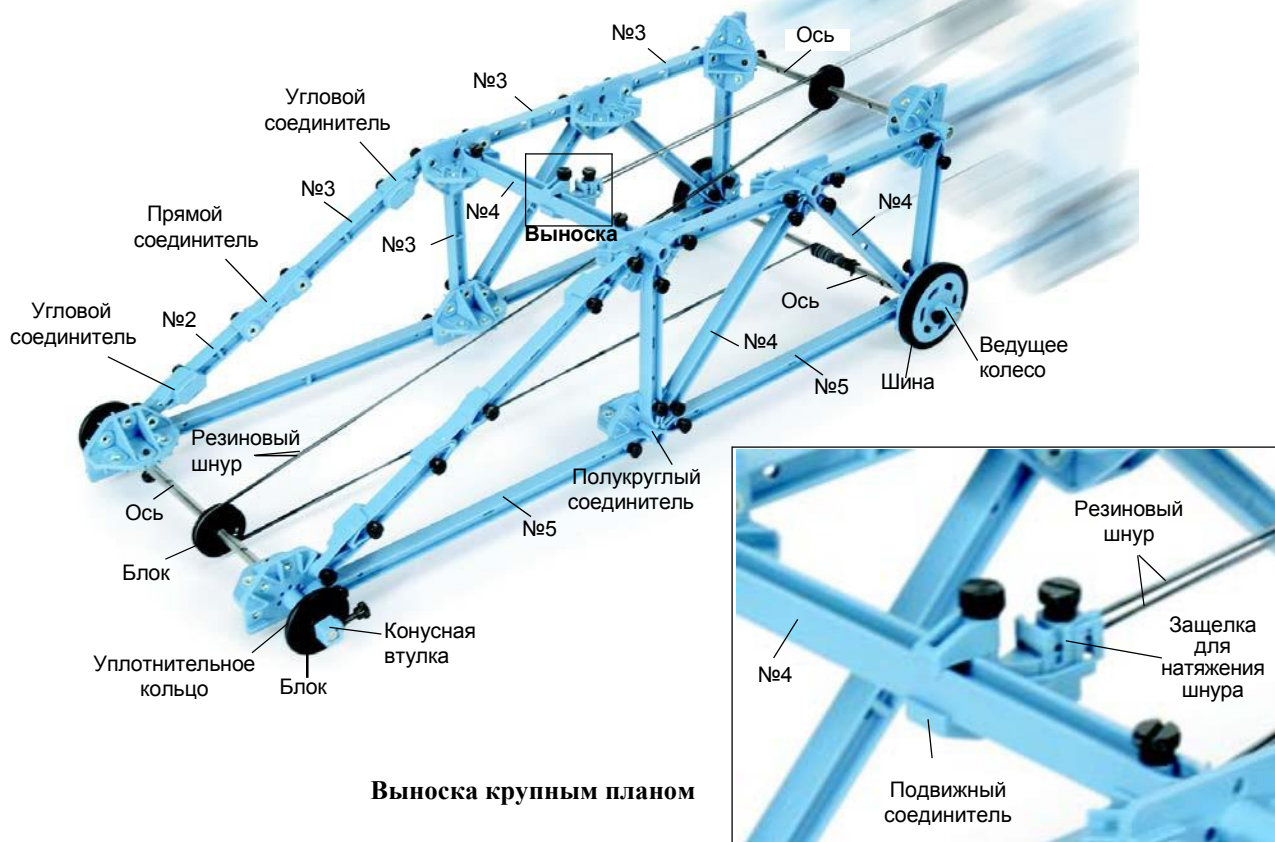 №3
Ось
№3
№3
Угловой
соединитель
№3
№4
№4
Прямой
соединитель
№3
Выноска
Угловой
соединитель
№2
Ось
№4
Ведущее
колесо
Шина
№5
Резиновый
шнур
Полукруглый
соединитель
Ось
№5
Блок
Конусная
втулка
Уплотнительное
кольцо
Блок
Резиновый
шнур
Защелка
для
натяжения
шнура
№4
Подвижный
соединитель
Выноска крупным планом